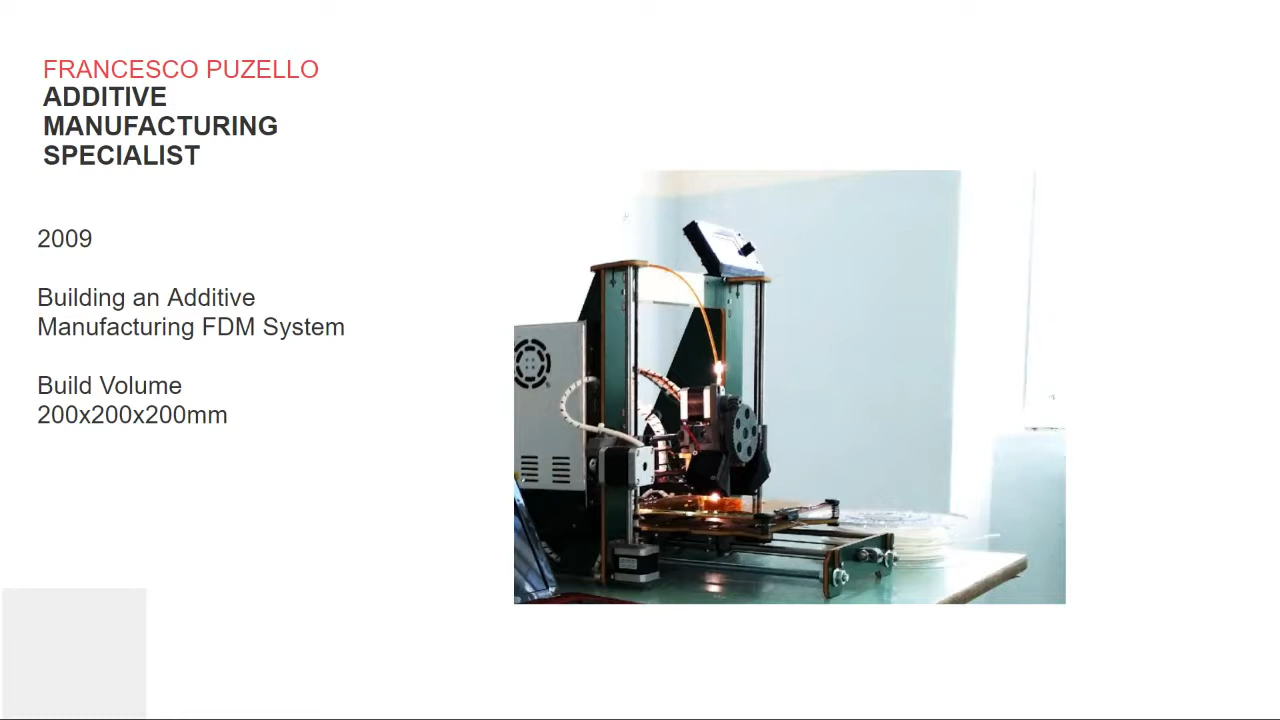 FRANCESCO PUZELLO
ADDITIVE
MANUFACTURING
SPECIALIST
2009
Building an Additive
Manufacturing FDM System
Build Volume
200x200x200mm